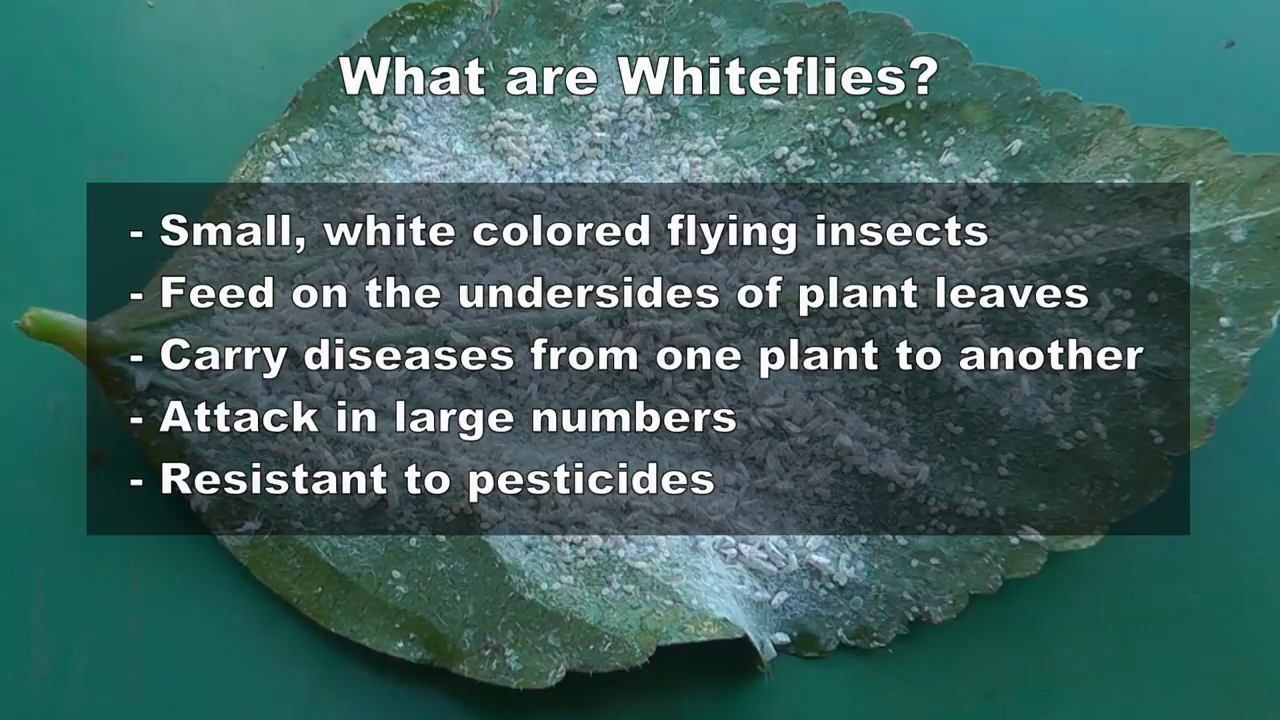 What are Whiteflies?
- Small, white colored flying insects
- Feed on the undersides of plant leaves
- Carry diseases from one plant to another
- Attack in large numbers
- Resistant to pesticides